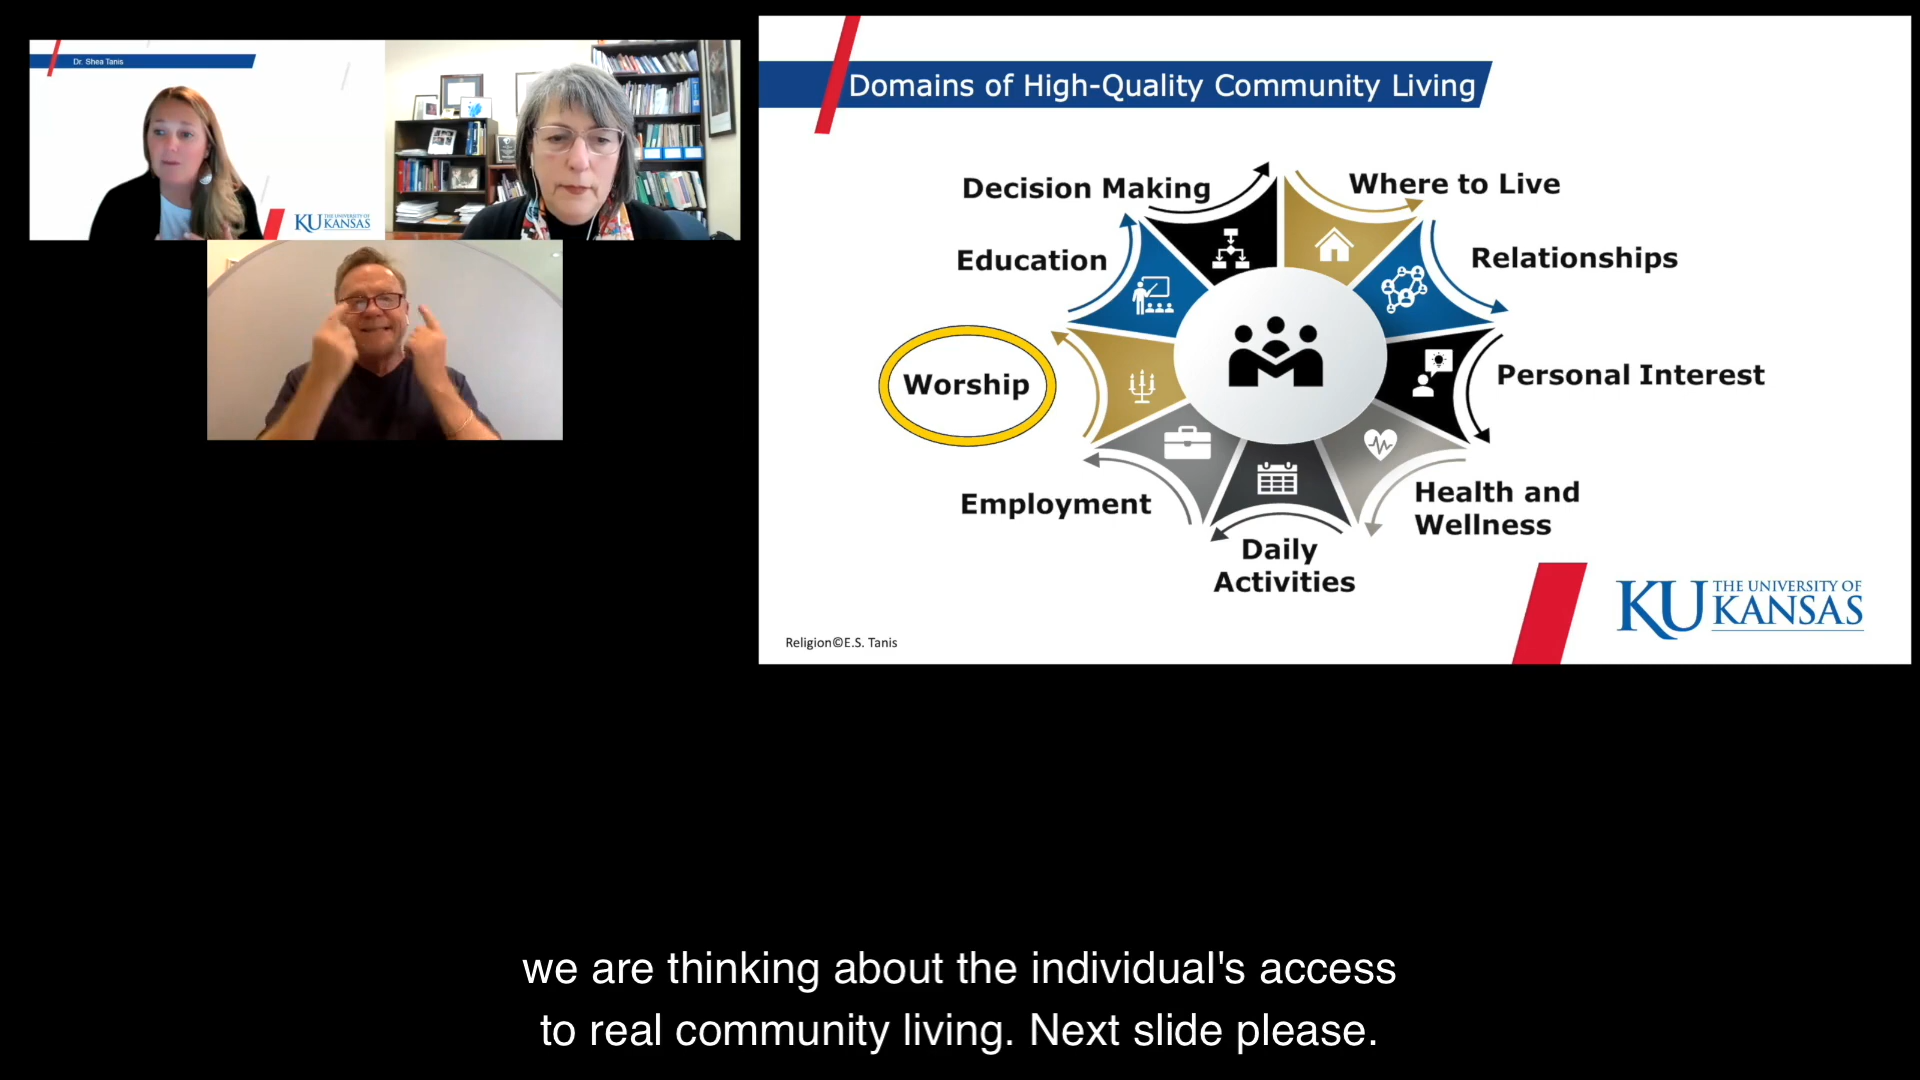 Dr. Shea Tanis
KU THE UNIVERSITY OF
KANSAS
Domains of High-Quality Community Living
Decision Making
Where to Live
Education
Relationships
Worship
Personal Interest
Employment
Health and
Wellness
Daily
Activities
Religion©E.S. Tanis
KU THE UNIVERSITY OF
KANSAS
we are thinking about the individual's access
to real community living. Next slide please.